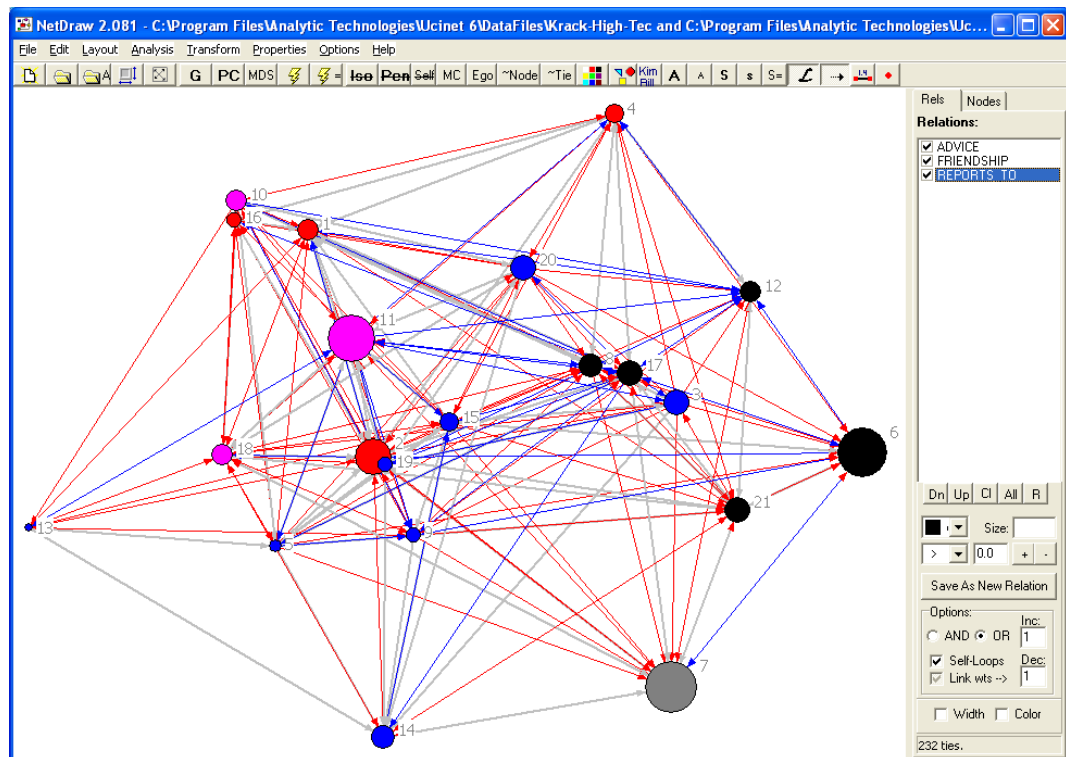 NetDraw 2.081 - C:\Program Files\Analytic Technologies\Ucinet 6\DataFiles\Krack-High-Tec and C:\Program Files\Analytic Technologies\Uc...
File Edit Layout Analysis Transform Properties Options Help
A G PC MDS = Iso Pen Self MC Ego ~Node ~Tie Kim Bill A A S s S= L
Rels Nodes
Relations:
ADVICE
FRIENDSHIP
REPORTS_TO
4
10
16
1
20
12
11
8
17
3
15
6
2
18
19
21
13
9
5
7
14
Dn Up Cl All R
Size:
> 0.0 + -
Save As New Relation
Options:
AND OR Inc: 1
Self-Loops Dec:
Link wts --> 1
Width Color
232 ties.